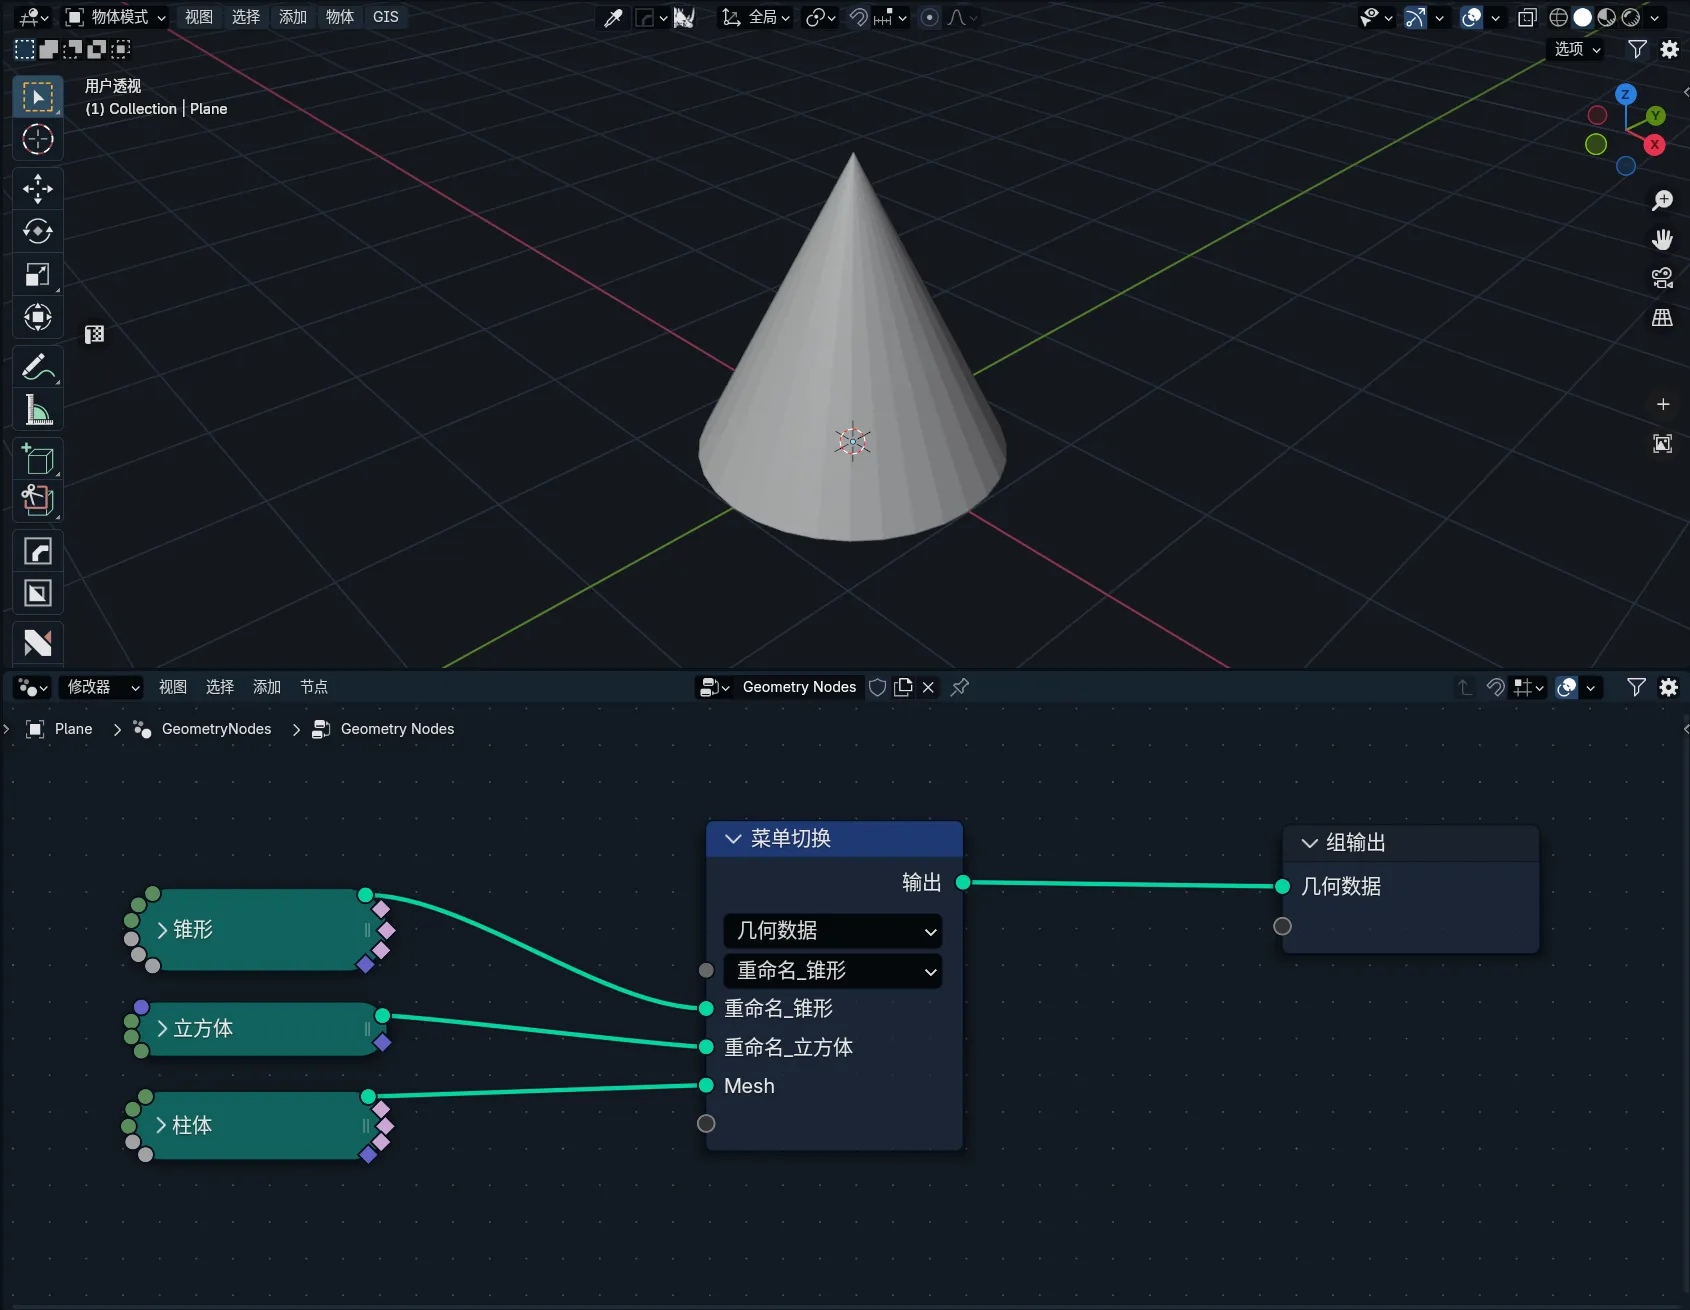 物体模式 视图 选择 添加 物体 GIS 全局
选项
用户透视
(1) Collection | Plane
Z
Y
X
修改器 视图 选择 添加 节点 Geometry Nodes
Plane GeometryNodes Geometry Nodes
菜单切换
组输出
输出
几何数据
锥形
几何数据
重命名_锥形
重命名_锥形
立方体
重命名_立方体
Mesh
柱体